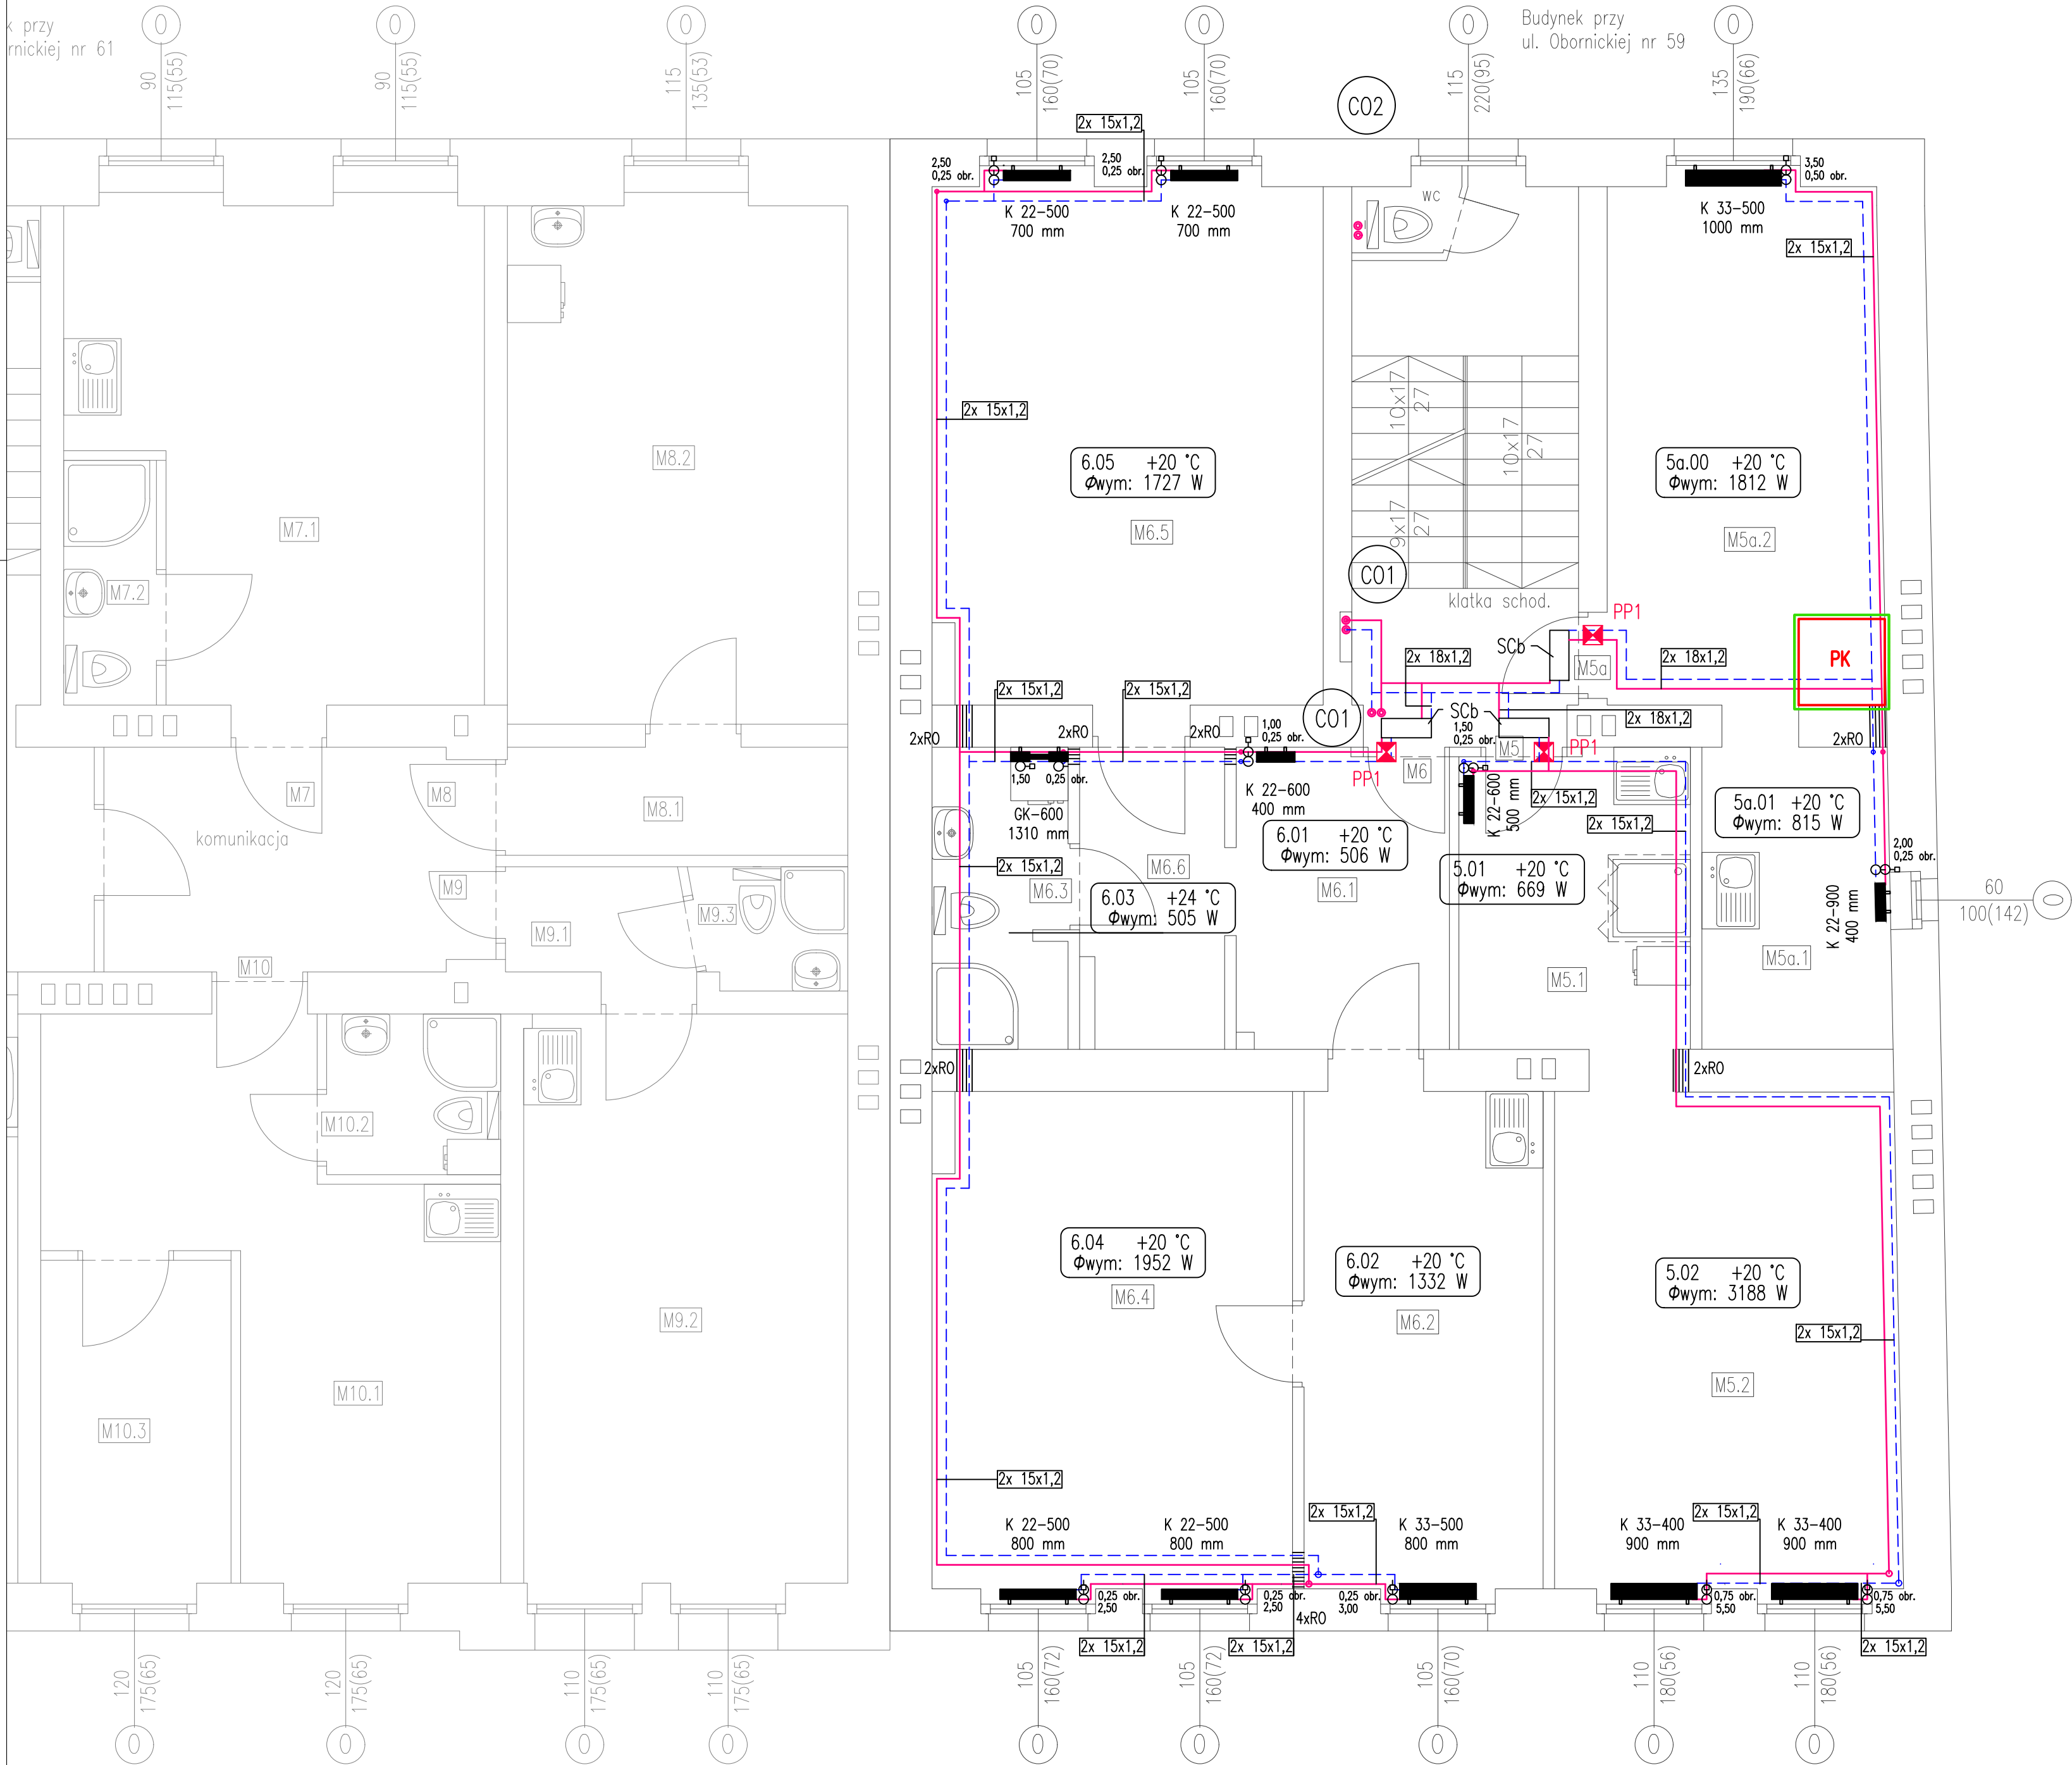 k przy
rnickiej nr 61
Budynek przy
ul. Obornickiej nr 59
O
90
115(55)
O
90
115(55)
O
115
135(53)
O
105
160(70)
O
105
160(70)
O
115
220(95)
O
135
190(66)
CO2
2x 15x1,2
2,50
0,25 obr.
2,50
0,25 obr.
3,50
0,50 obr.
K 22-500
700 mm
K 22-500
700 mm
WC
K 33-500
1000 mm
2x 15x1,2
2x 15x1,2
M8.2
6.05 +20 °C
Φwym: 1727 W
10x17
27
10x17
27
9x17
27
5a.00 +20 °C
Φwym: 1812 W
M7.1
M6.5
M5a.2
M7.2
CO1
klatka schod.
PP1
SCb
2x 18x1,2
M5a
2x 18x1,2
PK
2x 15x1,2
2x 15x1,2
CO1
SCb
2x 18x1,2
2xRO
2xRO
2xRO
1,00
0,25 obr.
1,50
0,25 obr.
M5
PP1
2xRO
M7
M8
M8.1
1,50
0,25 obr.
PP1
M6
K 22-600
400 mm
K 22-600
500 mm
2x 15x1,2
GK-600
1310 mm
2x 15x1,2
5a.01 +20 °C
Φwym: 815 W
komunikacja
6.01 +20 °C
Φwym: 506 W
2,00
0,25 obr.
2x 15x1,2
M6.6
M6.3
M6.1
5.01 +20 °C
Φwym: 669 W
M9
M9.3
M9.1
6.03 +24 °C
Φwym: 505 W
K 22-900
400 mm
60
100(142)
O
M10
M5.1
M5a.1
2xRO
2xRO
M10.2
6.04 +20 °C
Φwym: 1952 W
6.02 +20 °C
Φwym: 1332 W
5.02 +20 °C
Φwym: 3188 W
M6.4
M9.2
M6.2
2x 15x1,2
M10.1
M5.2
M10.3
2x 15x1,2
2x 15x1,2
2x 15x1,2
K 22-500
800 mm
K 22-500
800 mm
K 33-500
800 mm
K 33-400
900 mm
K 33-400
900 mm
0,25 obr.
2,50
0,25 obr.
2,50
0,25 obr.
3,00
0,75 obr.
5,50
0,75 obr.
5,50
4xRO
2x 15x1,2
2x 15x1,2
2x 15x1,2
120
175(65)
O
120
175(65)
O
110
175(65)
O
110
175(65)
O
105
160(72)
O
105
160(72)
O
105
160(70)
O
110
180(56)
O
110
180(56)
O